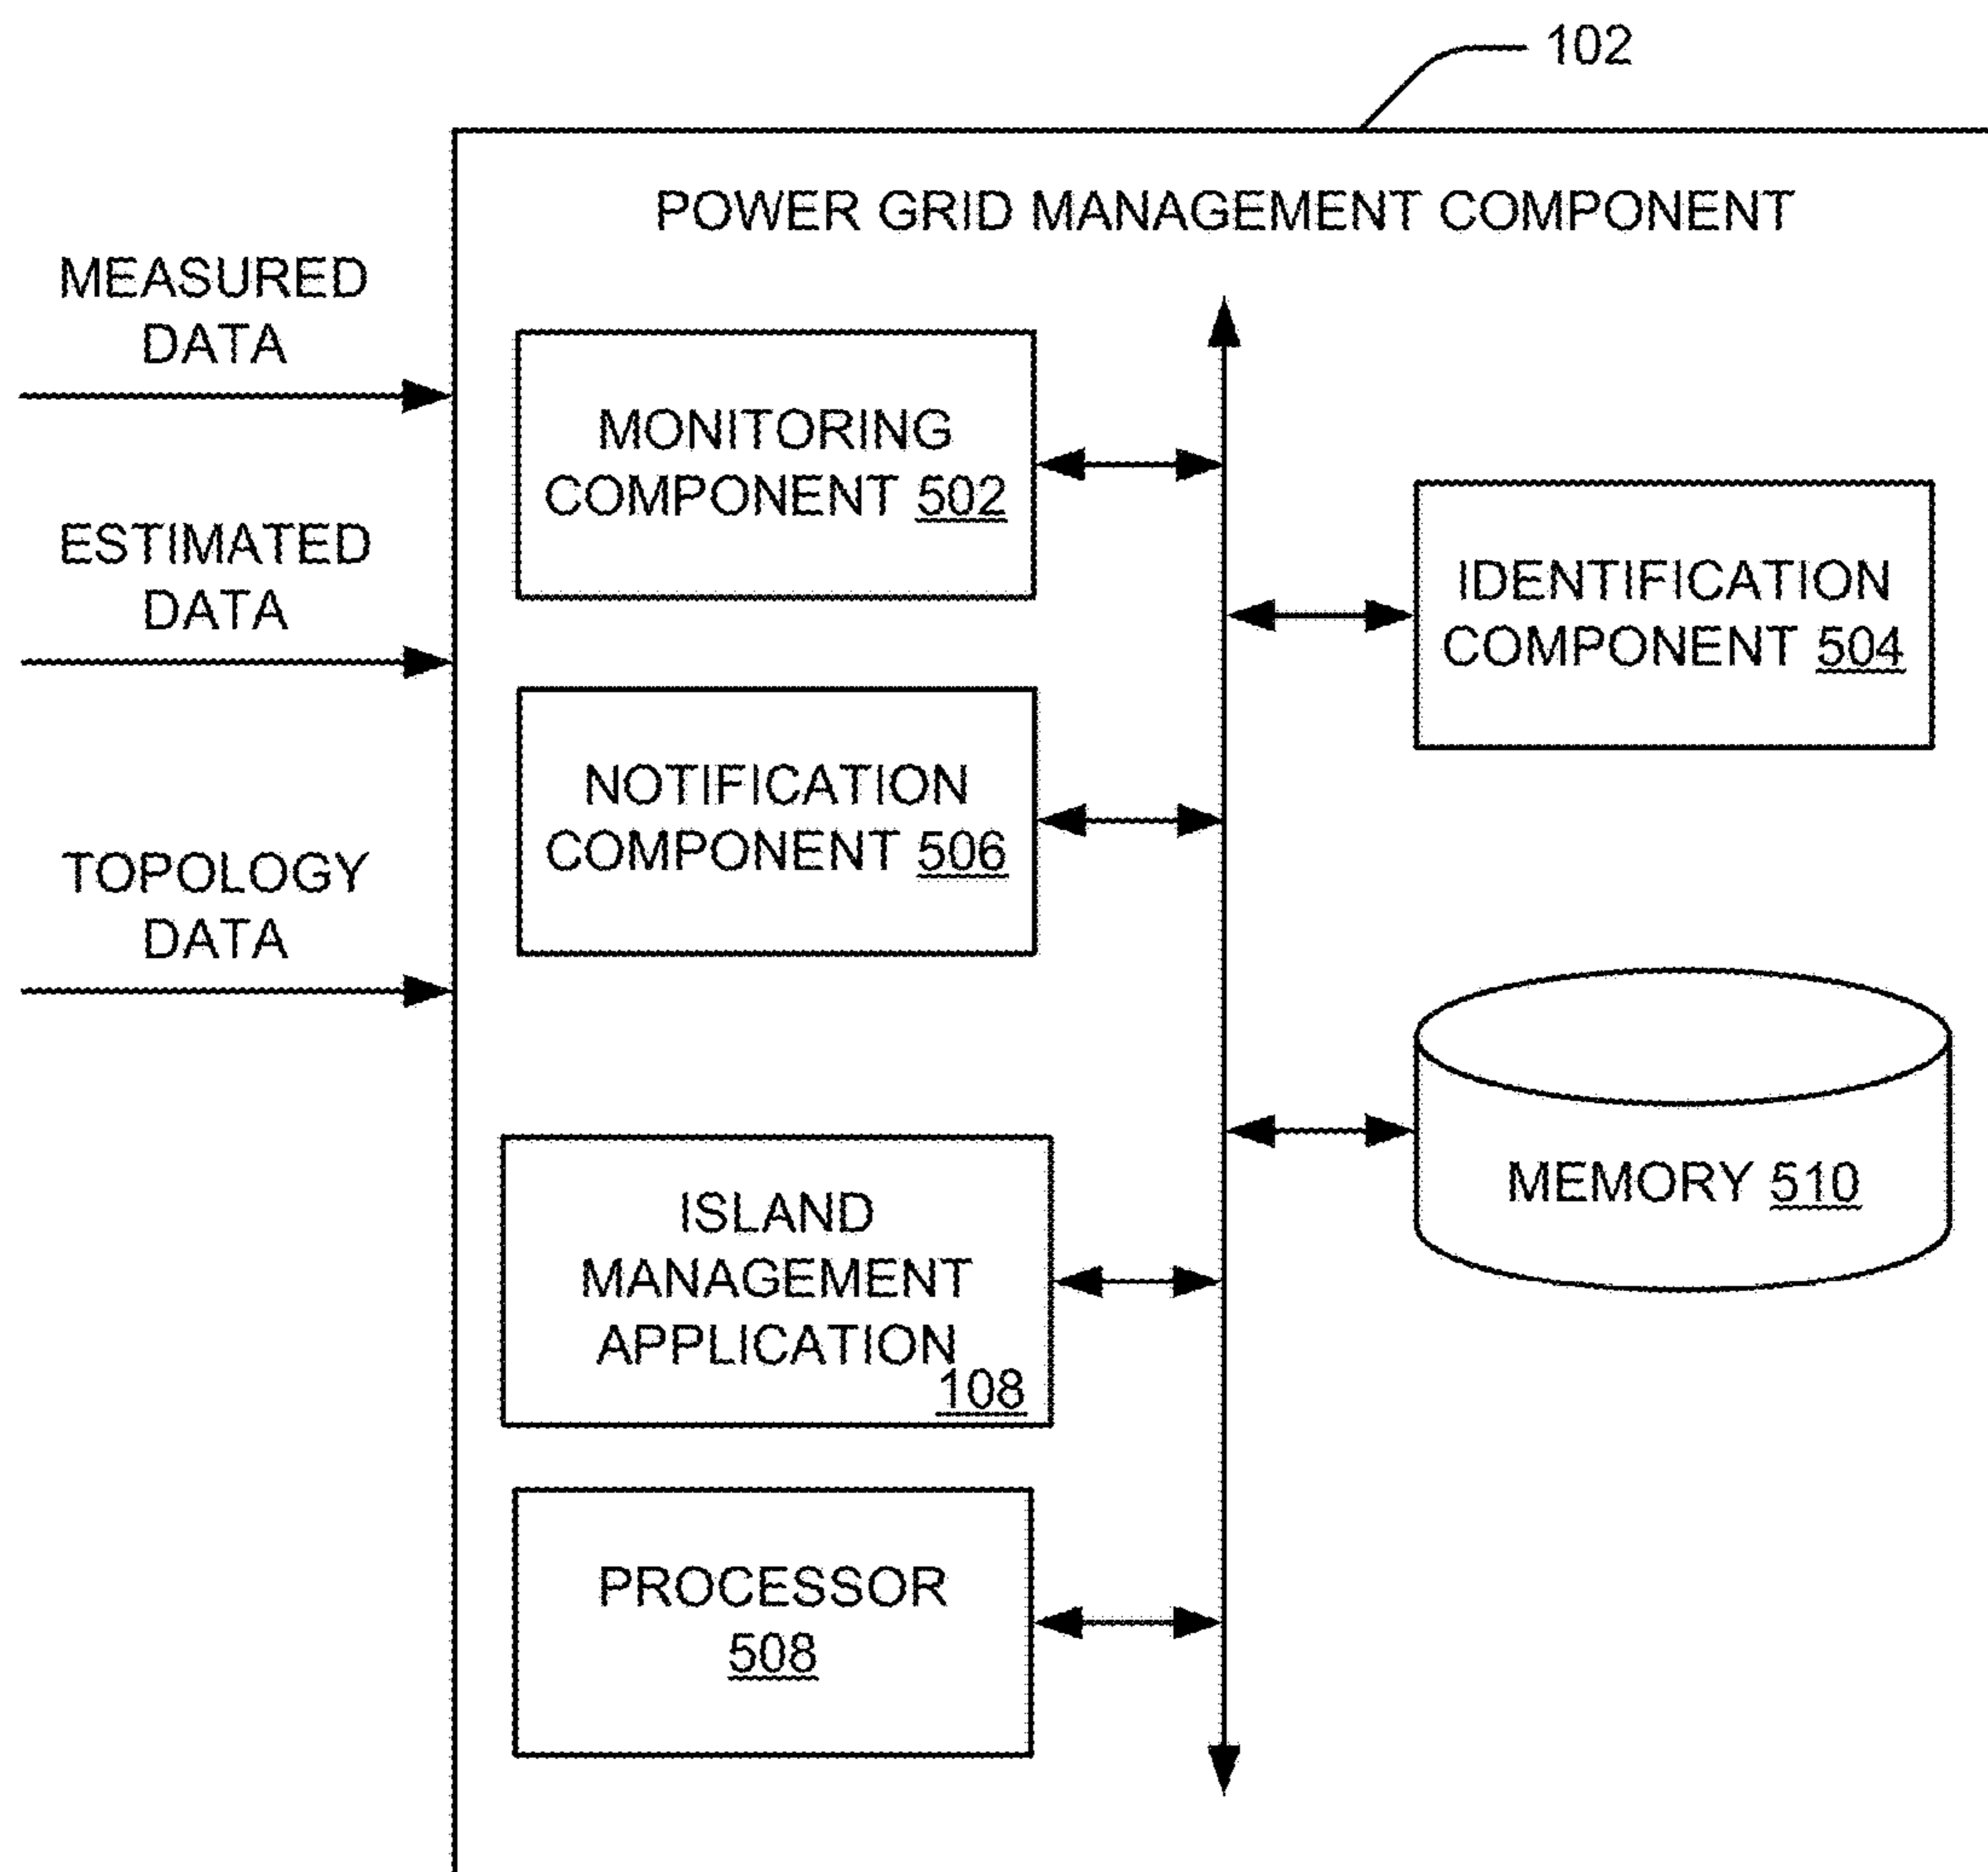 102
POWER GRID MANAGEMENT COMPONENT
MEASURED
DATA
ESTIMATED
DATA
TOPOLOGY
DATA
MONITORING
COMPONENT 502
IDENTIFICATION
COMPONENT 504
NOTIFICATION
COMPONENT 506
MEMORY 510
ISLAND
MANAGEMENT
APPLICATION
108
PROCESSOR
508